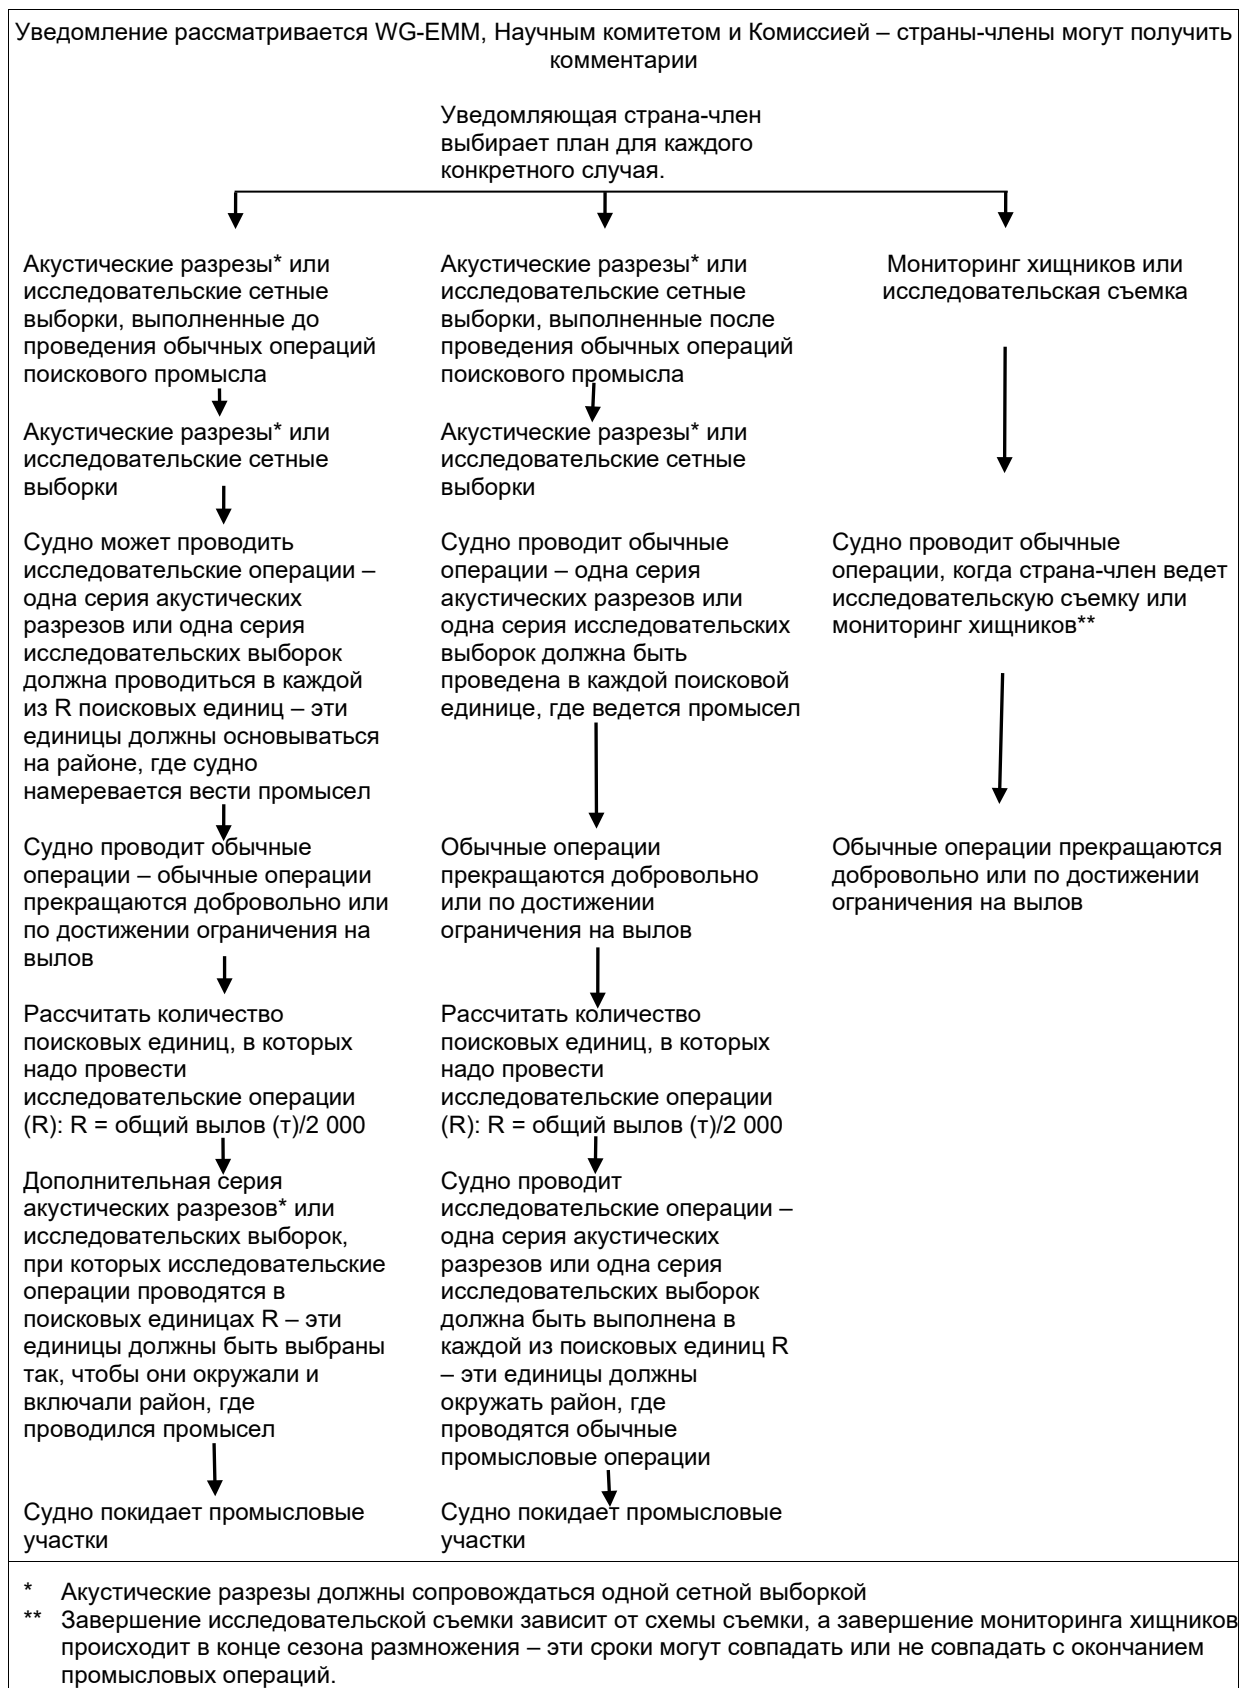 Уведомление рассматривается WG-EMM, Научным комитетом и Комиссией – страны-члены могут получить
комментарии
Уведомляющая страна-член
выбирает план для каждого
конкретного случая.
Акустические разрезы* или
исследовательские сетные
выборки, выполненные до
проведения обычных операций
поискового промысла
Акустические разрезы* или
исследовательские сетные
выборки
Судно может проводить
исследовательские операции –
одна серия акустических
разрезов или одна серия
исследовательских выборок
должна проводиться в каждой
из R поисковых единиц – эти
единицы должны основываться
на районе, где судно
намеревается вести промысел
Судно проводит обычные
операции – обычные операции
прекращаются добровольно или
по достижении ограничения на
вылов
Рассчитать количество
поисковых единиц, в которых
надо провести
исследовательские операции
(R): R = общий вылов (т)/2 000
Дополнительная серия
акустических разрезов* или
исследовательских выборок,
при которых исследовательские
операции проводятся в
поисковых единицах R – эти
единицы должны быть выбраны
так, чтобы они окружали и
включали район, где
проводился промысел
Судно покидает промысловые
участки
Акустические разрезы* или
исследовательские сетные
выборки, выполненные после
проведения обычных операций
поискового промысла
Акустические разрезы* или
исследовательские сетные
выборки
Судно проводит обычные
операции – одна серия
акустических разрезов или
одна серия исследовательских
выборок должна быть
проведена в каждой поисковой
единице, где ведется промысел
Обычные операции
прекращаются добровольно
или по достижении
ограничения на вылов
Рассчитать количество
поисковых единиц, в которых
надо провести
исследовательские операции
(R): R = общий вылов (т)/2 000
Судно проводит
исследовательские операции –
одна серия акустических
разрезов или одна серия
исследовательских выборок
должна быть выполнена в
каждой из поисковых единиц R
– эти единицы должны
окружать район, где
проводятся обычные
промысловые операции
Судно покидает промысловые
участки
Мониторинг хищников или
исследовательская съемка
Судно проводит обычные
операции, когда страна-член ведет
исследовательскую съемку или
мониторинг хищников**
Обычные операции прекращаются
добровольно или по достижении
ограничения на вылов
* Акустические разрезы должны сопровождаться одной сетной выборкой
** Завершение исследовательской съемки зависит от схемы съемки, а завершение мониторинга хищников
происходит в конце сезона размножения – эти сроки могут совпадать или не совпадать с окончанием
промысловых операций.